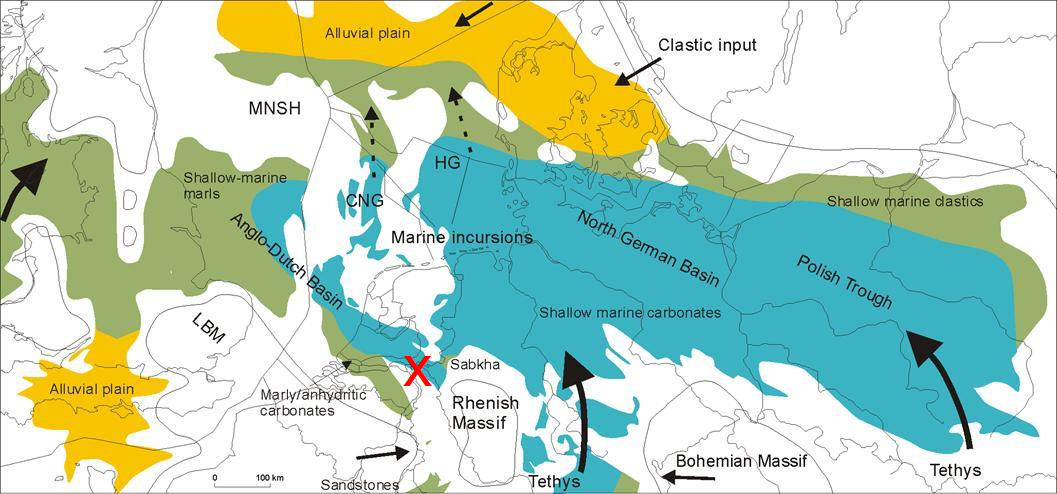 Alluvial plain
Clastic input
MNSH
HG
Shallow-marine
marls
CNG
Shallow marine clastics
Anglo-Dutch Basin
Marine incursions
North German Basin
Polish Trough
LBM
Shallow marine carbonates
X
Sabkha
Alluvial plain
Marly/anhydritic
carbonates
Rhenish
Massif
Bohemian Massif
Tethys
Tethys
0 100 km
Sandstones